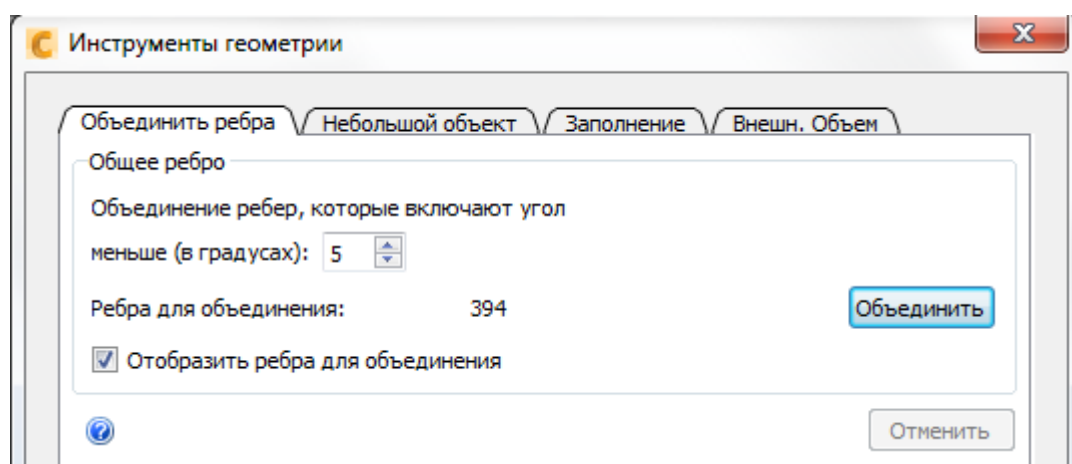 Инструменты геометрии
Объединить ребра Небольшой объект Заполнение Внешн. Объем
Общее ребро
Объединение ребер, которые включают угол
меньше (в градусах): 5
Ребра для объединения: 394 Объединить
Отобразить ребра для объединения
Отменить